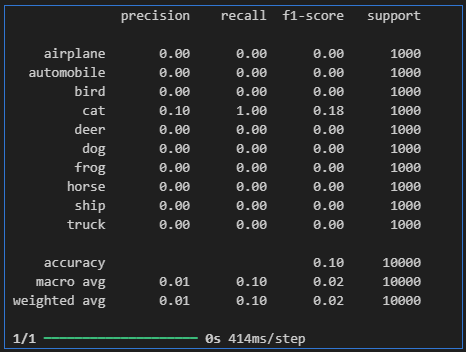 precision recall f1-score support
airplane 0.00 0.00 0.00 1000
automobile 0.00 0.00 0.00 1000
bird 0.00 0.00 0.00 1000
cat 0.10 1.00 0.18 1000
deer 0.00 0.00 0.00 1000
dog 0.00 0.00 0.00 1000
frog 0.00 0.00 0.00 1000
horse 0.00 0.00 0.00 1000
ship 0.00 0.00 0.00 1000
truck 0.00 0.00 0.00 1000
accuracy 0.10 10000
macro avg 0.01 0.10 0.02 10000
weighted avg 0.01 0.10 0.02 10000
1/1 ━━━━━━━━━━━━━━━━━━━━ 0s 414ms/step